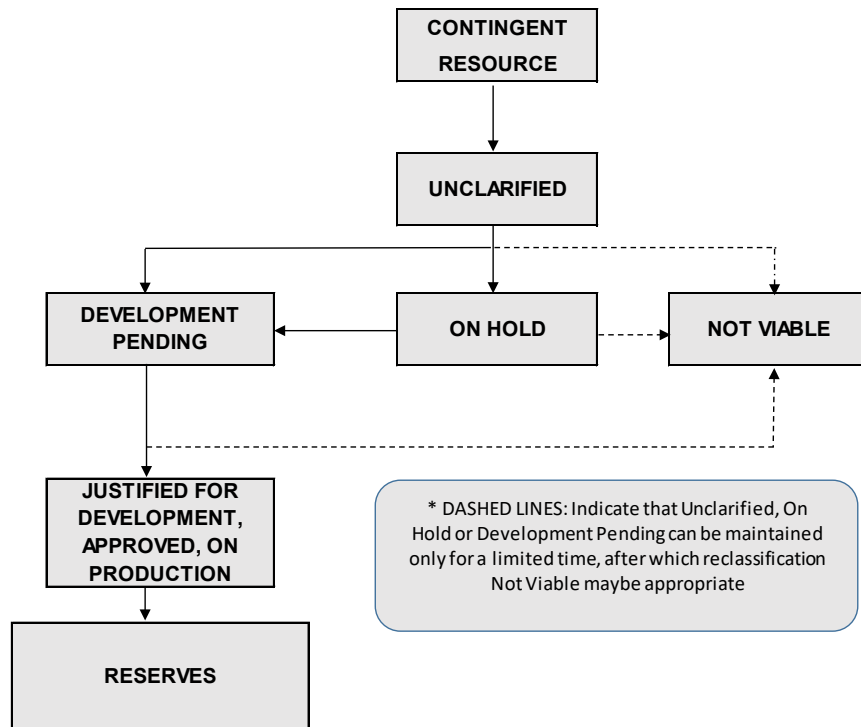 CONTINGENT
RESOURCE
UNCLARIFIED
DEVELOPMENT
PENDING
ON HOLD
NOT VIABLE
JUSTIFIED FOR
DEVELOPMENT,
APPROVED, ON
PRODUCTION
* DASHED LINES: Indicate that Unclarified, On
Hold or Development Pending can be maintained
only for a limited time, after which reclassification
Not Viable maybe appropriate
RESERVES